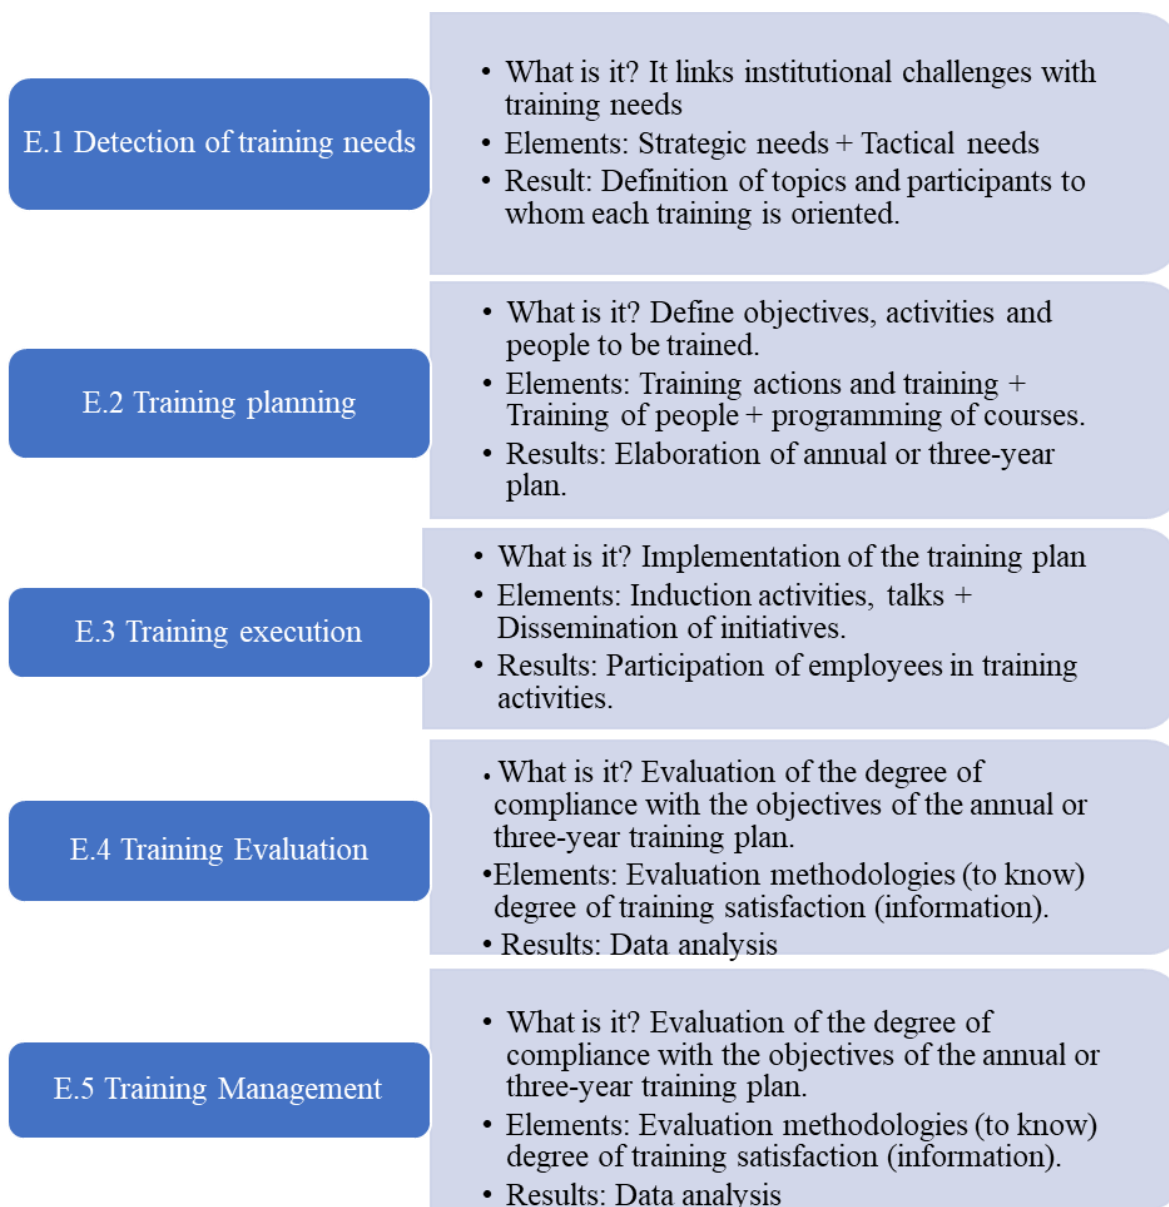 E.1 Detection of training needs
• What is it? It links institutional challenges with
training needs
• Elements: Strategic needs + Tactical needs
• Result: Definition of topics and participants to
whom each training is oriented.
E.2 Training planning
• What is it? Define objectives, activities and
people to be trained.
• Elements: Training actions and training +
Training of people + programming of courses.
• Results: Elaboration of annual or three-year
plan.
E.3 Training execution
• What is it? Implementation of the training plan
• Elements: Induction activities, talks +
Dissemination of initiatives.
• Results: Participation of employees in training
activities.
E.4 Training Evaluation
• What is it? Evaluation of the degree of
compliance with the objectives of the annual or
three-year training plan.
•Elements: Evaluation methodologies (to know)
degree of training satisfaction (information).
• Results: Data analysis
E.5 Training Management
• What is it? Evaluation of the degree of
compliance with the objectives of the annual or
three-year training plan.
• Elements: Evaluation methodologies (to know)
degree of training satisfaction (information).
• Results: Data analysis